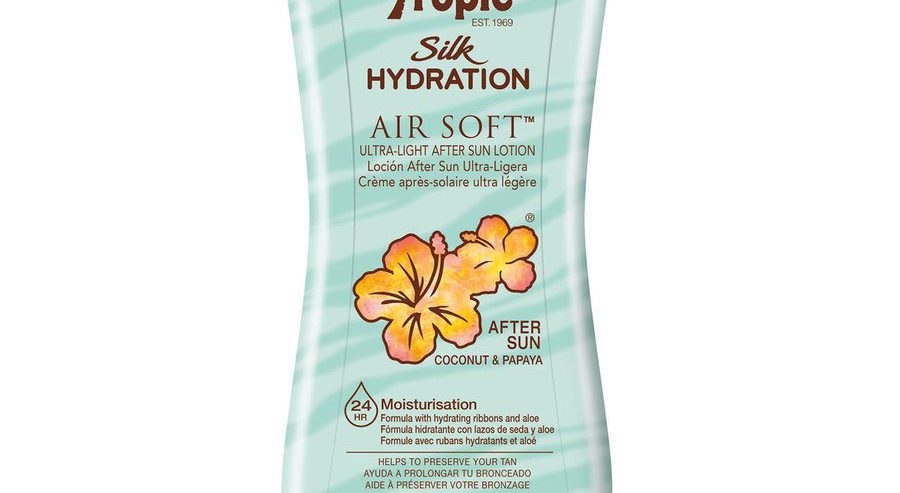 Tropic
EST. 1969
Silk
HYDRATION
AIR SOFT™
ULTRA-LIGHT AFTER SUN LOTION
Loción After Sun Ultra-Ligera
Crème après-solaire ultra légère
®
AFTER
SUN
COCONUT & PAPAYA
24
HR
Moisturisation
Formula with hydrating ribbons and aloe
Fórmula hidratante con lazos de seda y aloe
Formule avec rubans hydratants et aloé
HELPS TO PRESERVE YOUR TAN
AYUDA A PROLONGAR TU BRONCEADO
AIDE À PRÉSERVER VOTRE BRONZAGE